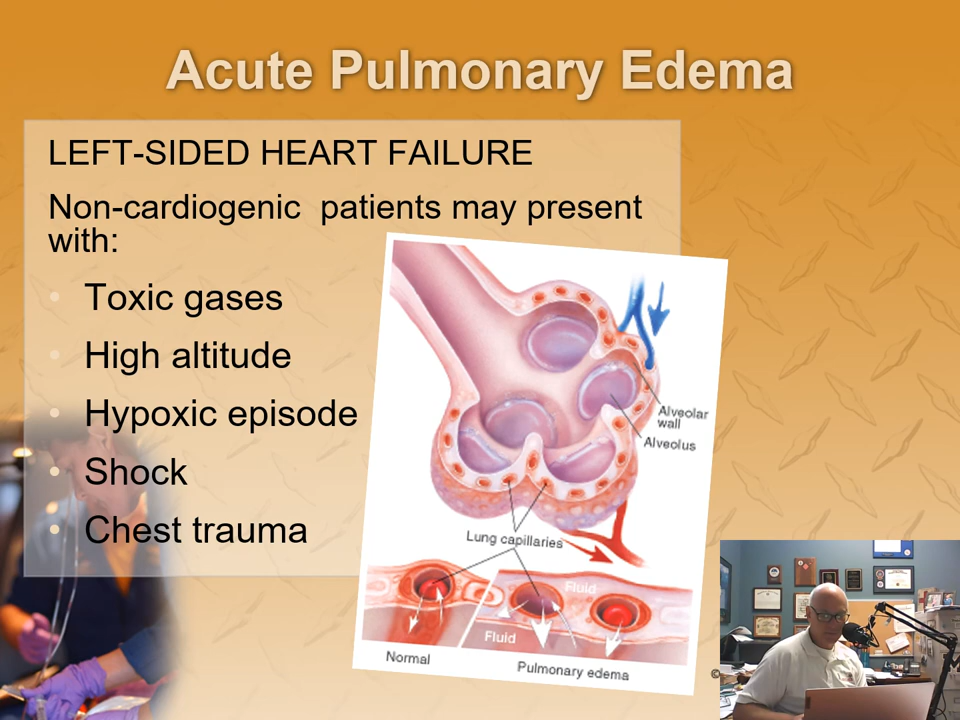 Acute Pulmonary Edema
LEFT-SIDED HEART FAILURE
Non-cardiogenic patients may present
with:
• Toxic gases
• High altitude
• Hypoxic episode
• Shock
• Chest trauma
Alveolar
wall
Alveolus
Lung capillaries
Fluid
Fluid
Normal
Pulmonary edema
©